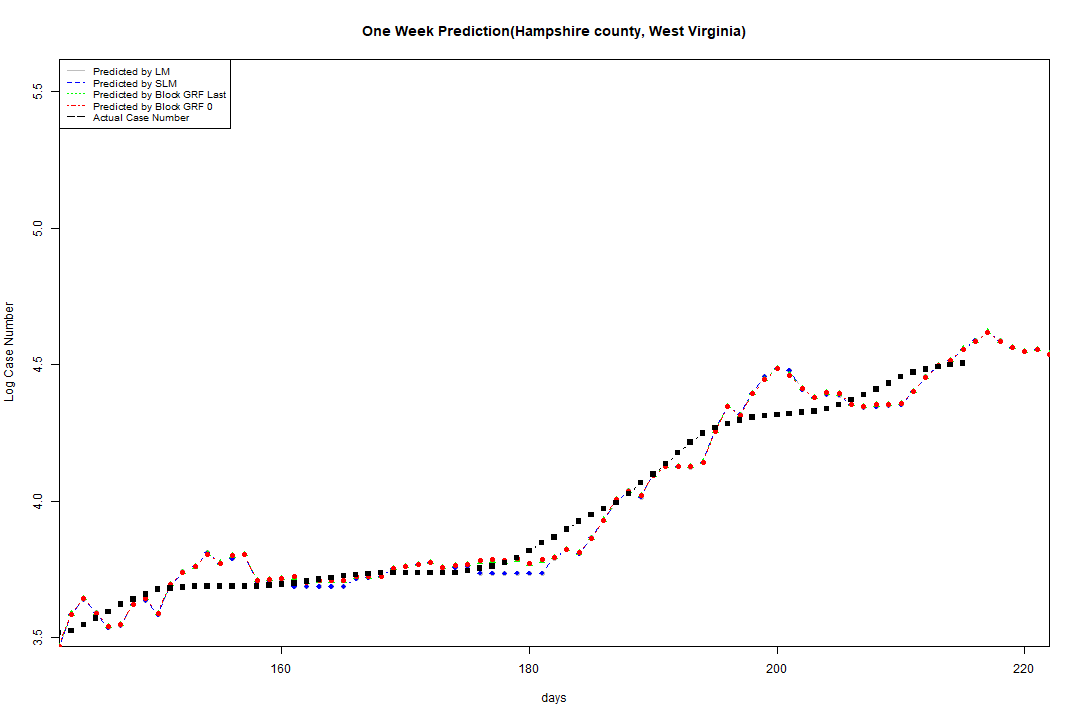 One Week Prediction(Hampshire county, West Virginia)
Predicted by LM
Predicted by SLM
Predicted by Block GRF Last
Predicted by Block GRF 0
Actual Case Number
5.5
5.0
4.5
4.0
3.5
Log Case Number
160 180 200 220
days